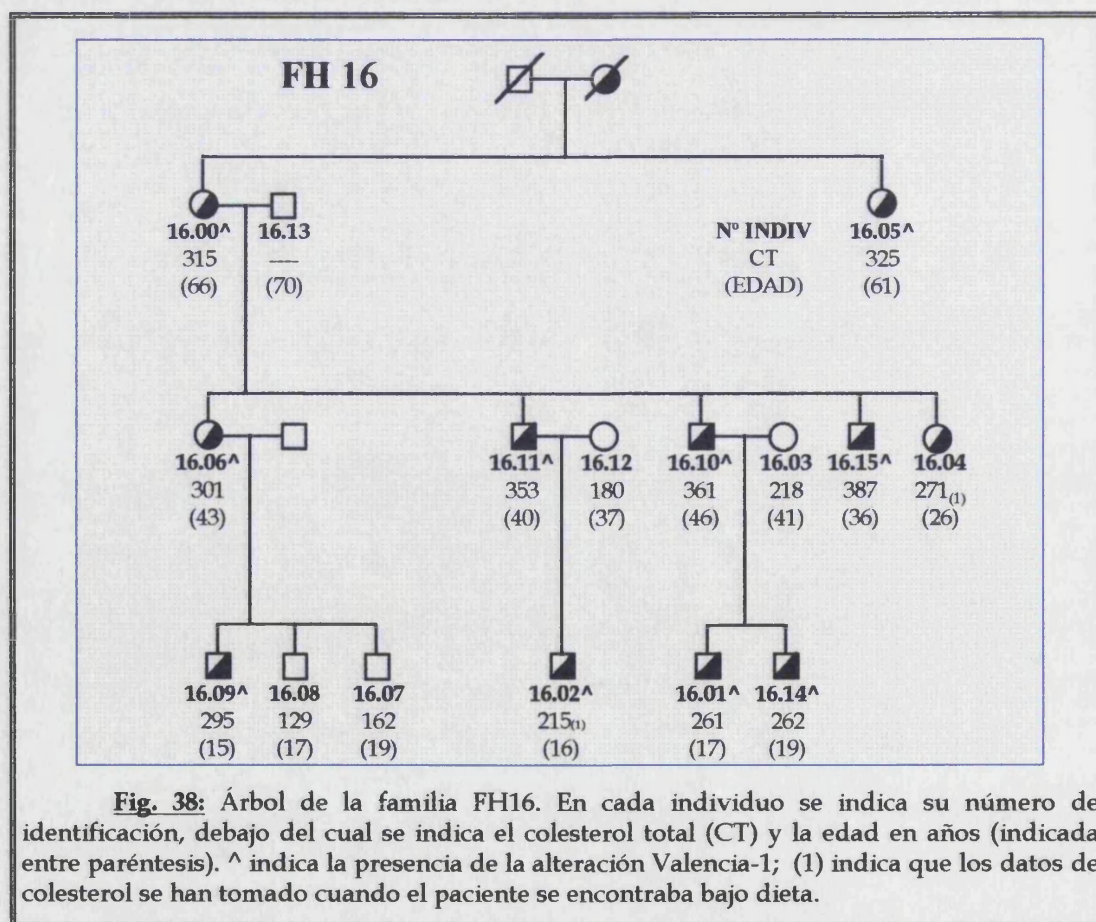 FH 16
16.00^ 16.13 Nº INDIV 16.05^
315 — CT 325
(66) (70) (EDAD) (61)
16.06^ 16.11^ 16.12 16.10^ 16.03 16.15^ 16.04
301 353 180 361 218 387 271(1)
(43) (40) (37) (46) (41) (36) (26)
16.09^ 16.08 16.07 16.02^ 16.01^ 16.14^
295 129 162 215(1) 261 262
(15) (17) (19) (16) (17) (19)
Fig. 38: Árbol de la familia FH16. En cada individuo se indica su número de
identificación, debajo del cual se indica el colesterol total (CT) y la edad en años (indicada
entre paréntesis). ^ indica la presencia de la alteración Valencia-1; (1) indica que los datos de
colesterol se han tomado cuando el paciente se encontraba bajo dieta.